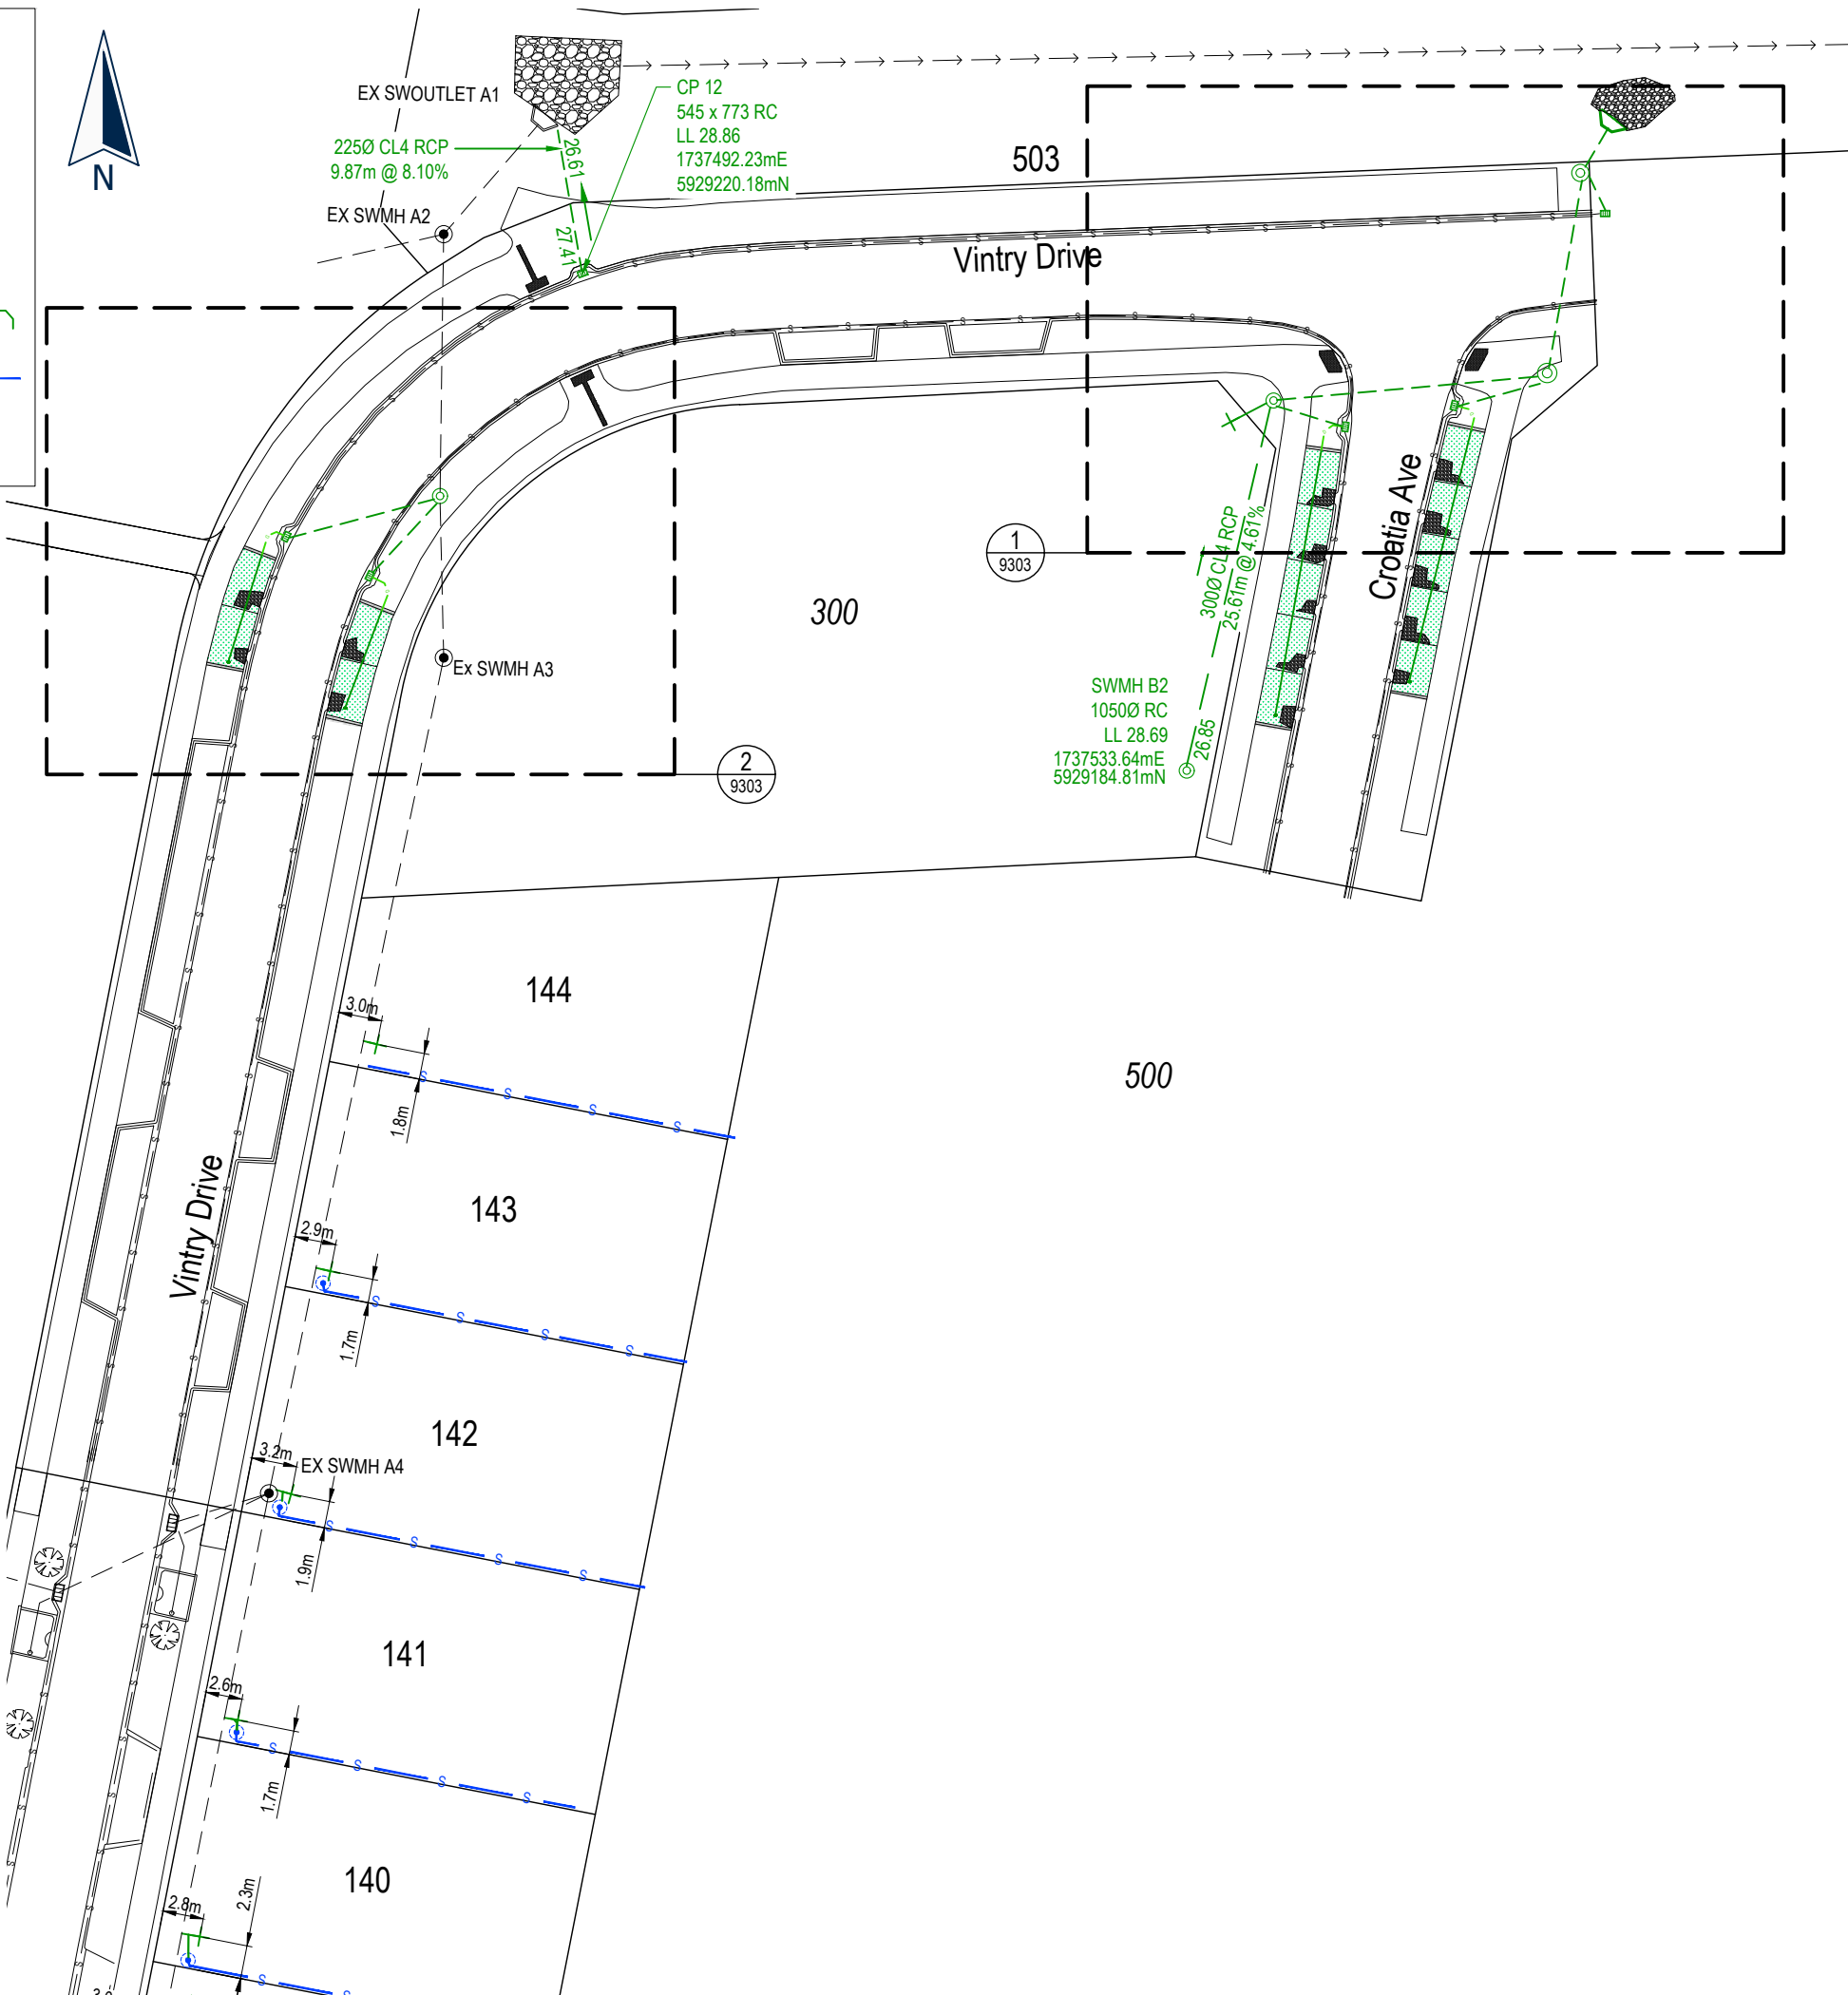 N
EX SWOUTLET A1
225Ø CL4 RCP
9.87m @ 8.10%
EX SWMH A2
26.61
27.41
CP 12
545 x 773 RC
LL 28.86
1737492.23mE
5929220.18mN
503
Vintry Drive
Croatia Ave
1
9303
300Ø CL4 RCP
25.61m @ 4.61%
300
Ex SWMH A3
SWMH B2
1050Ø RC
LL 28.69
1737533.64mE
5929184.81mN
26.85
2
9303
144
3.0m
1.8m
500
143
Vintry Drive
2.9m
1.7m
142
3.2m
EX SWMH A4
1.9m
141
2.6m
1.7m
140
2.8m
2.3m